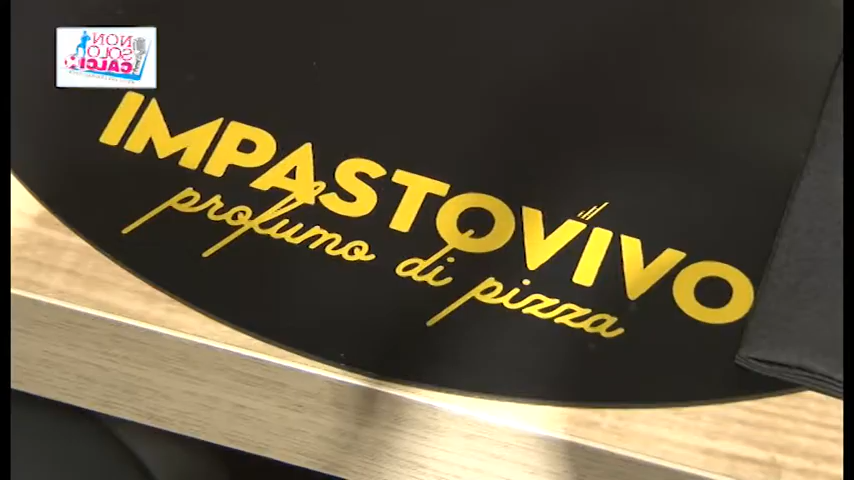 NON
SOLO
CALCIO
IMPASTOVIVO
profumo di pizza